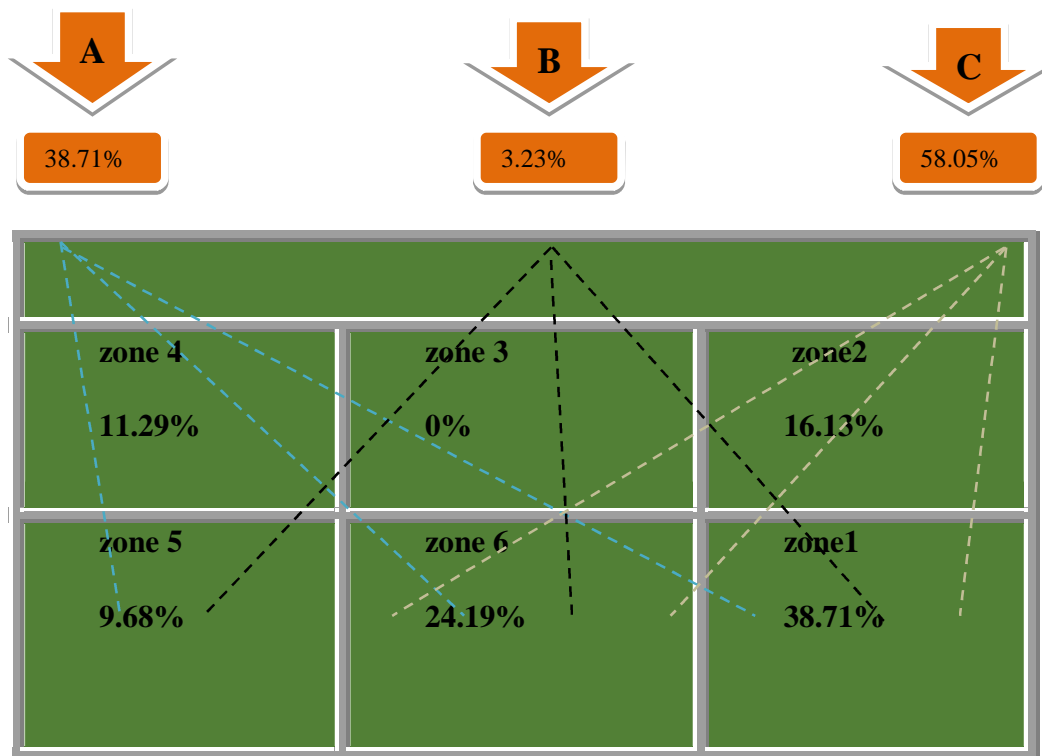 A
B
C
38.71%
3.23%
58.05%
zone 4
zone 3
zone2
11.29%
0%
16.13%
zone 5
zone 6
zone1
9.68%
24.19%
38.71%